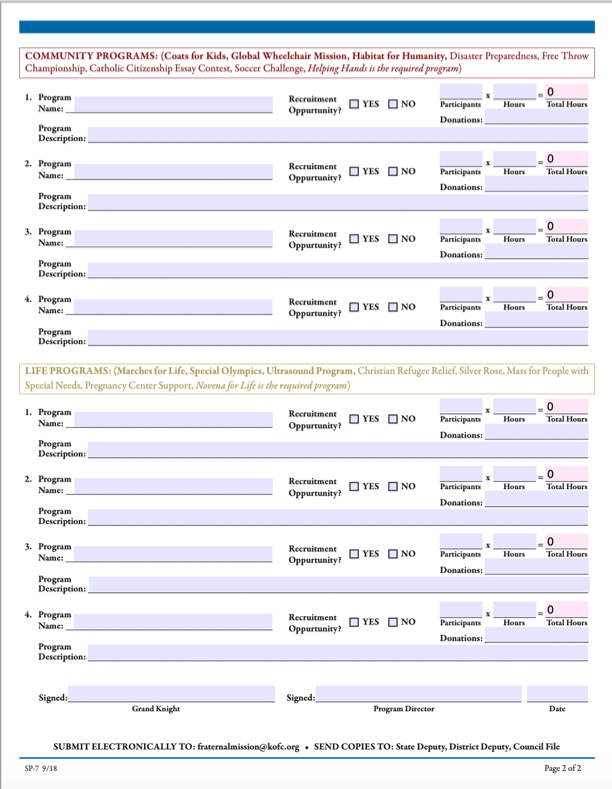 COMMUNITY PROGRAMS: (Coats for Kids, Global Wheelchair Mission, Habitat for Humanity, Disaster Preparedness, Free Throw
Championship, Catholic Citizenship Essay Contest, Soccer Challenge, Helping Hands is the required program)
1. Program Name: Recruitment Oppurtunity? YES NO x = 0
Participants Hours Total Hours
Donations:
Program Description:
2. Program Name: Recruitment Oppurtunity? YES NO x = 0
Participants Hours Total Hours
Donations:
Program Description:
3. Program Name: Recruitment Oppurtunity? YES NO x = 0
Participants Hours Total Hours
Donations:
Program Description:
4. Program Name: Recruitment Oppurtunity? YES NO x = 0
Participants Hours Total Hours
Donations:
Program Description:
LIFE PROGRAMS: (Marches for Life, Special Olympics, Ultrasound Program, Christian Refugee Relief, Silver Rose, Mass for People with
Special Needs, Pregnancy Center Support, Novena for Life is the required program)
1. Program Name: Recruitment Oppurtunity? YES NO x = 0
Participants Hours Total Hours
Donations:
Program Description:
2. Program Name: Recruitment Oppurtunity? YES NO x = 0
Participants Hours Total Hours
Donations:
Program Description:
3. Program Name: Recruitment Oppurtunity? YES NO x = 0
Participants Hours Total Hours
Donations:
Program Description:
4. Program Name: Recruitment Oppurtunity? YES NO x = 0
Participants Hours Total Hours
Donations:
Program Description:
Signed: Signed:
Grand Knight Program Director Date
SUBMIT ELECTRONICALLY TO: fraternalmission@kofc.org • SEND COPIES TO: State Deputy, District Deputy, Council File
SP-7 9/18 Page 2 of 2